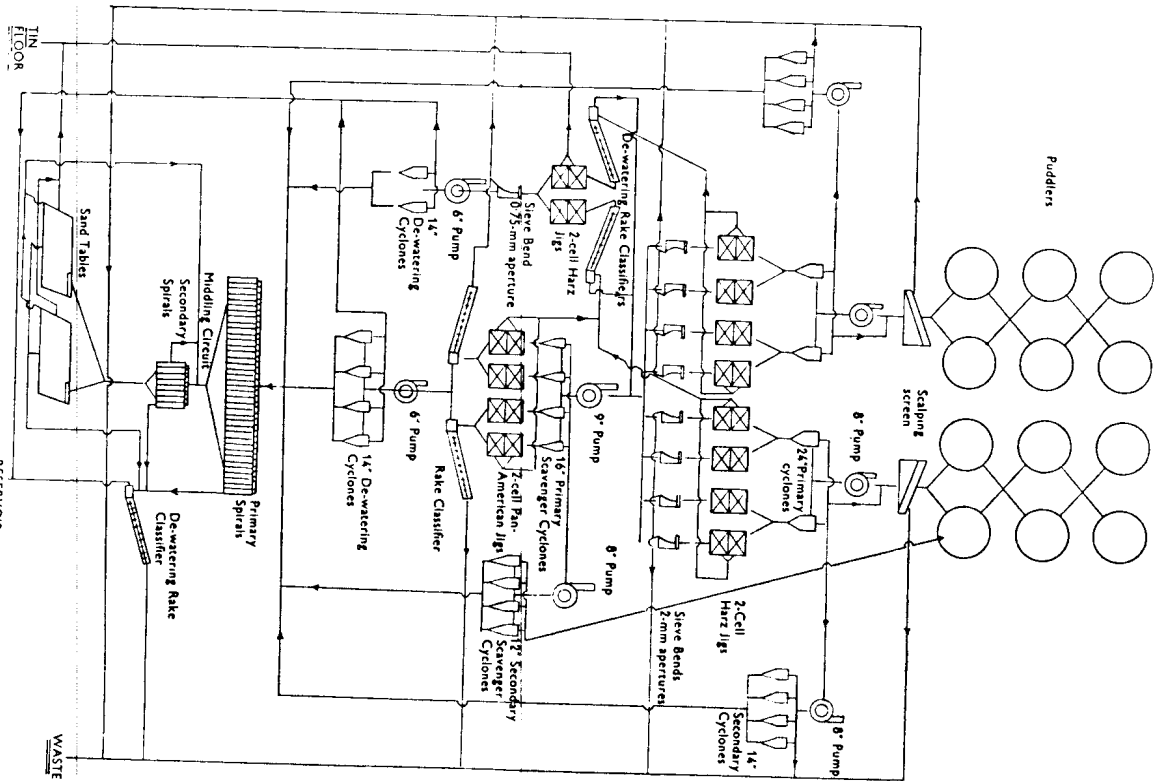 Puddlers
Scalping
screen
8" Pump
24" Primary
cyclones
8" Pump
14"
Secondary
Cyclones
2-Cell
Harz Jigs
Sieve Bends
2-mm apertures
De-watering Rake Classifiers
2-cell Harz
Jigs
Sieve Bend
0·75-mm aperture
6" Pump
14"
De-watering
Cyclones
9" Pump
16" Primary
Scavenger Cyclones
8" Pump
12" Secondary
Scavenger
Cyclones
2-cell Pan-
American Jigs
Rake Classifier
6" Pump
14" De-watering
Cyclones
Primary
Spirals
Middling Circuit
Secondary
Spirals
Sand Tables
De-watering Rake
Classifier
TIN
FLOOR
WASTE